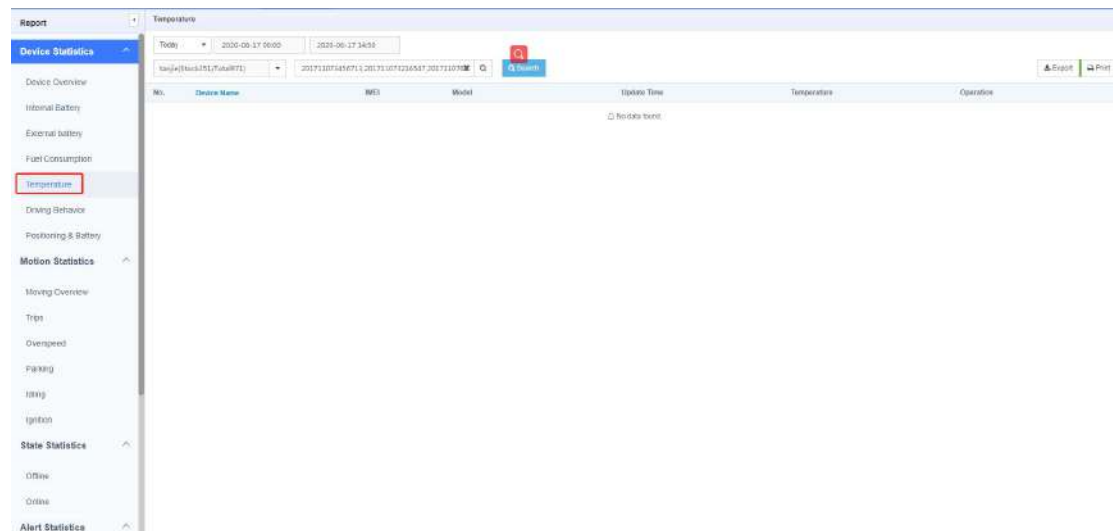 Report
Temperature
Device Statistics
Today
2020-06-17 00:00
2020-06-17 14:50
Search
Export
Print
No.
Device Name
IMEI
Model
Update Time
Temperature
Operation
No data found
Device Overview
Internal Battery
External battery
Fuel Consumption
Temperature
Driving Behavior
Positioning & Battery
Motion Statistics
Moving Overview
Trips
Overspeed
Parking
Idling
Ignition
State Statistics
Offline
Online
Alert Statistics